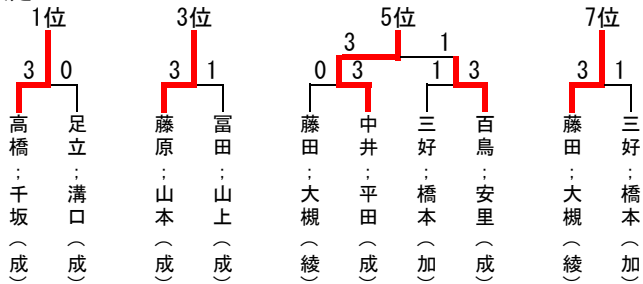 1位 3位 5位 7位
3 1
3 0 3 1 0 3 1 3 3 1
高橋；千坂（成）
足立；溝口（成）
藤原；山本（成）
冨田；山上（成）
藤田；大槻（綾）
中井；平田（成）
三好；橋本（加）
百鳥；安里（成）
藤田；大槻（綾）
三好；橋本（加）